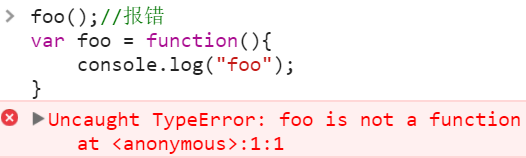 foo();//报错
var foo = function(){
    console.log("foo");
}
Uncaught TypeError: foo is not a function
    at <anonymous>:1:1